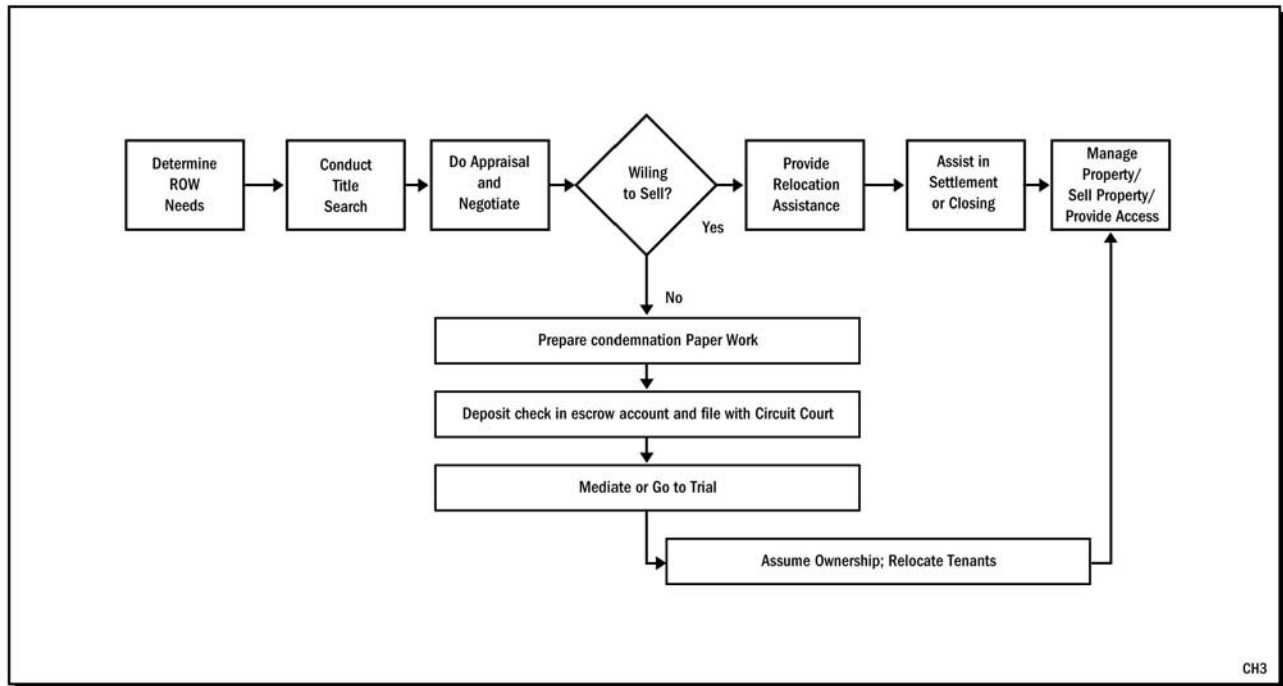 Determine
ROW
Needs
Conduct
Title
Search
Do Appraisal
and
Negotiate
Wiling
to Sell?
Yes
Provide
Relocation
Assistance
Assist in
Settlement
or Closing
Manage
Property/
Sell Property/
Provide Access
No
Prepare condemnation Paper Work
Deposit check in escrow account and file with Circuit Court
Mediate or Go to Trial
Assume Ownership; Relocate Tenants
CH3